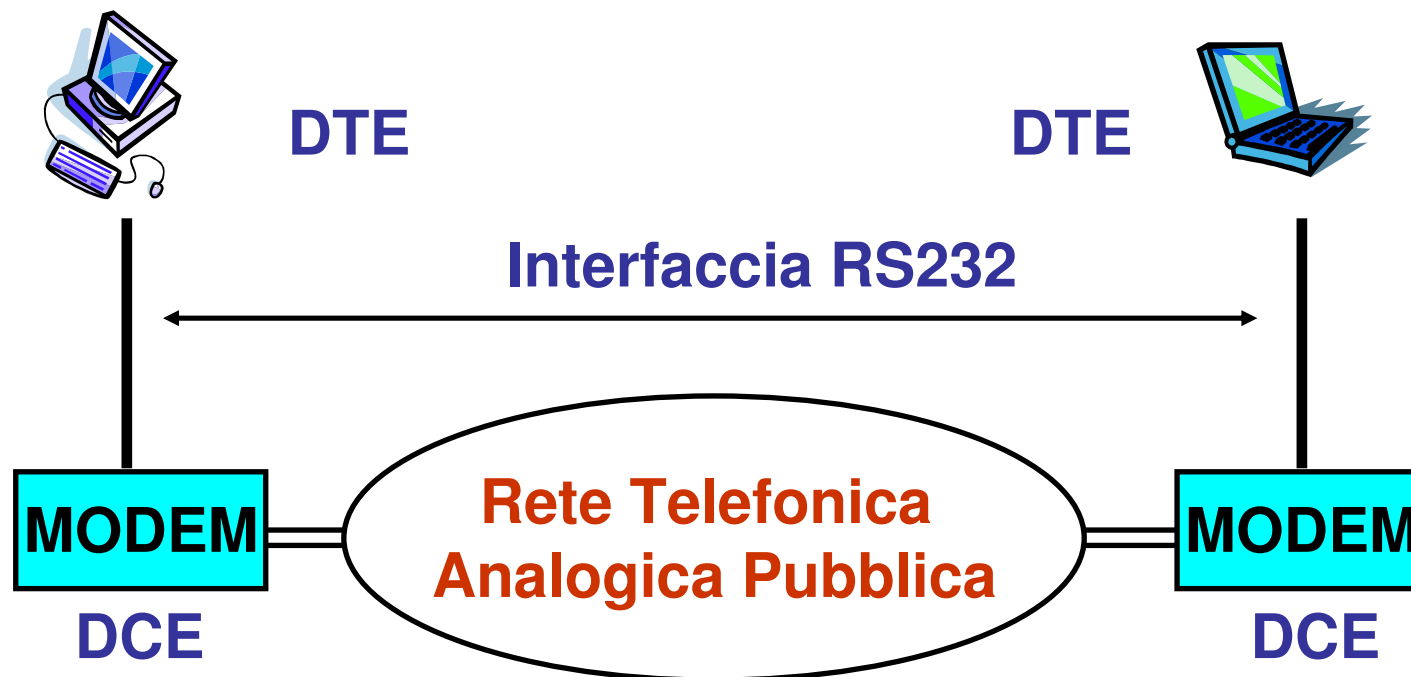 DTE
DTE
Interfaccia RS232
Rete Telefonica
Analogica Pubblica
MODEM
MODEM
DCE
DCE